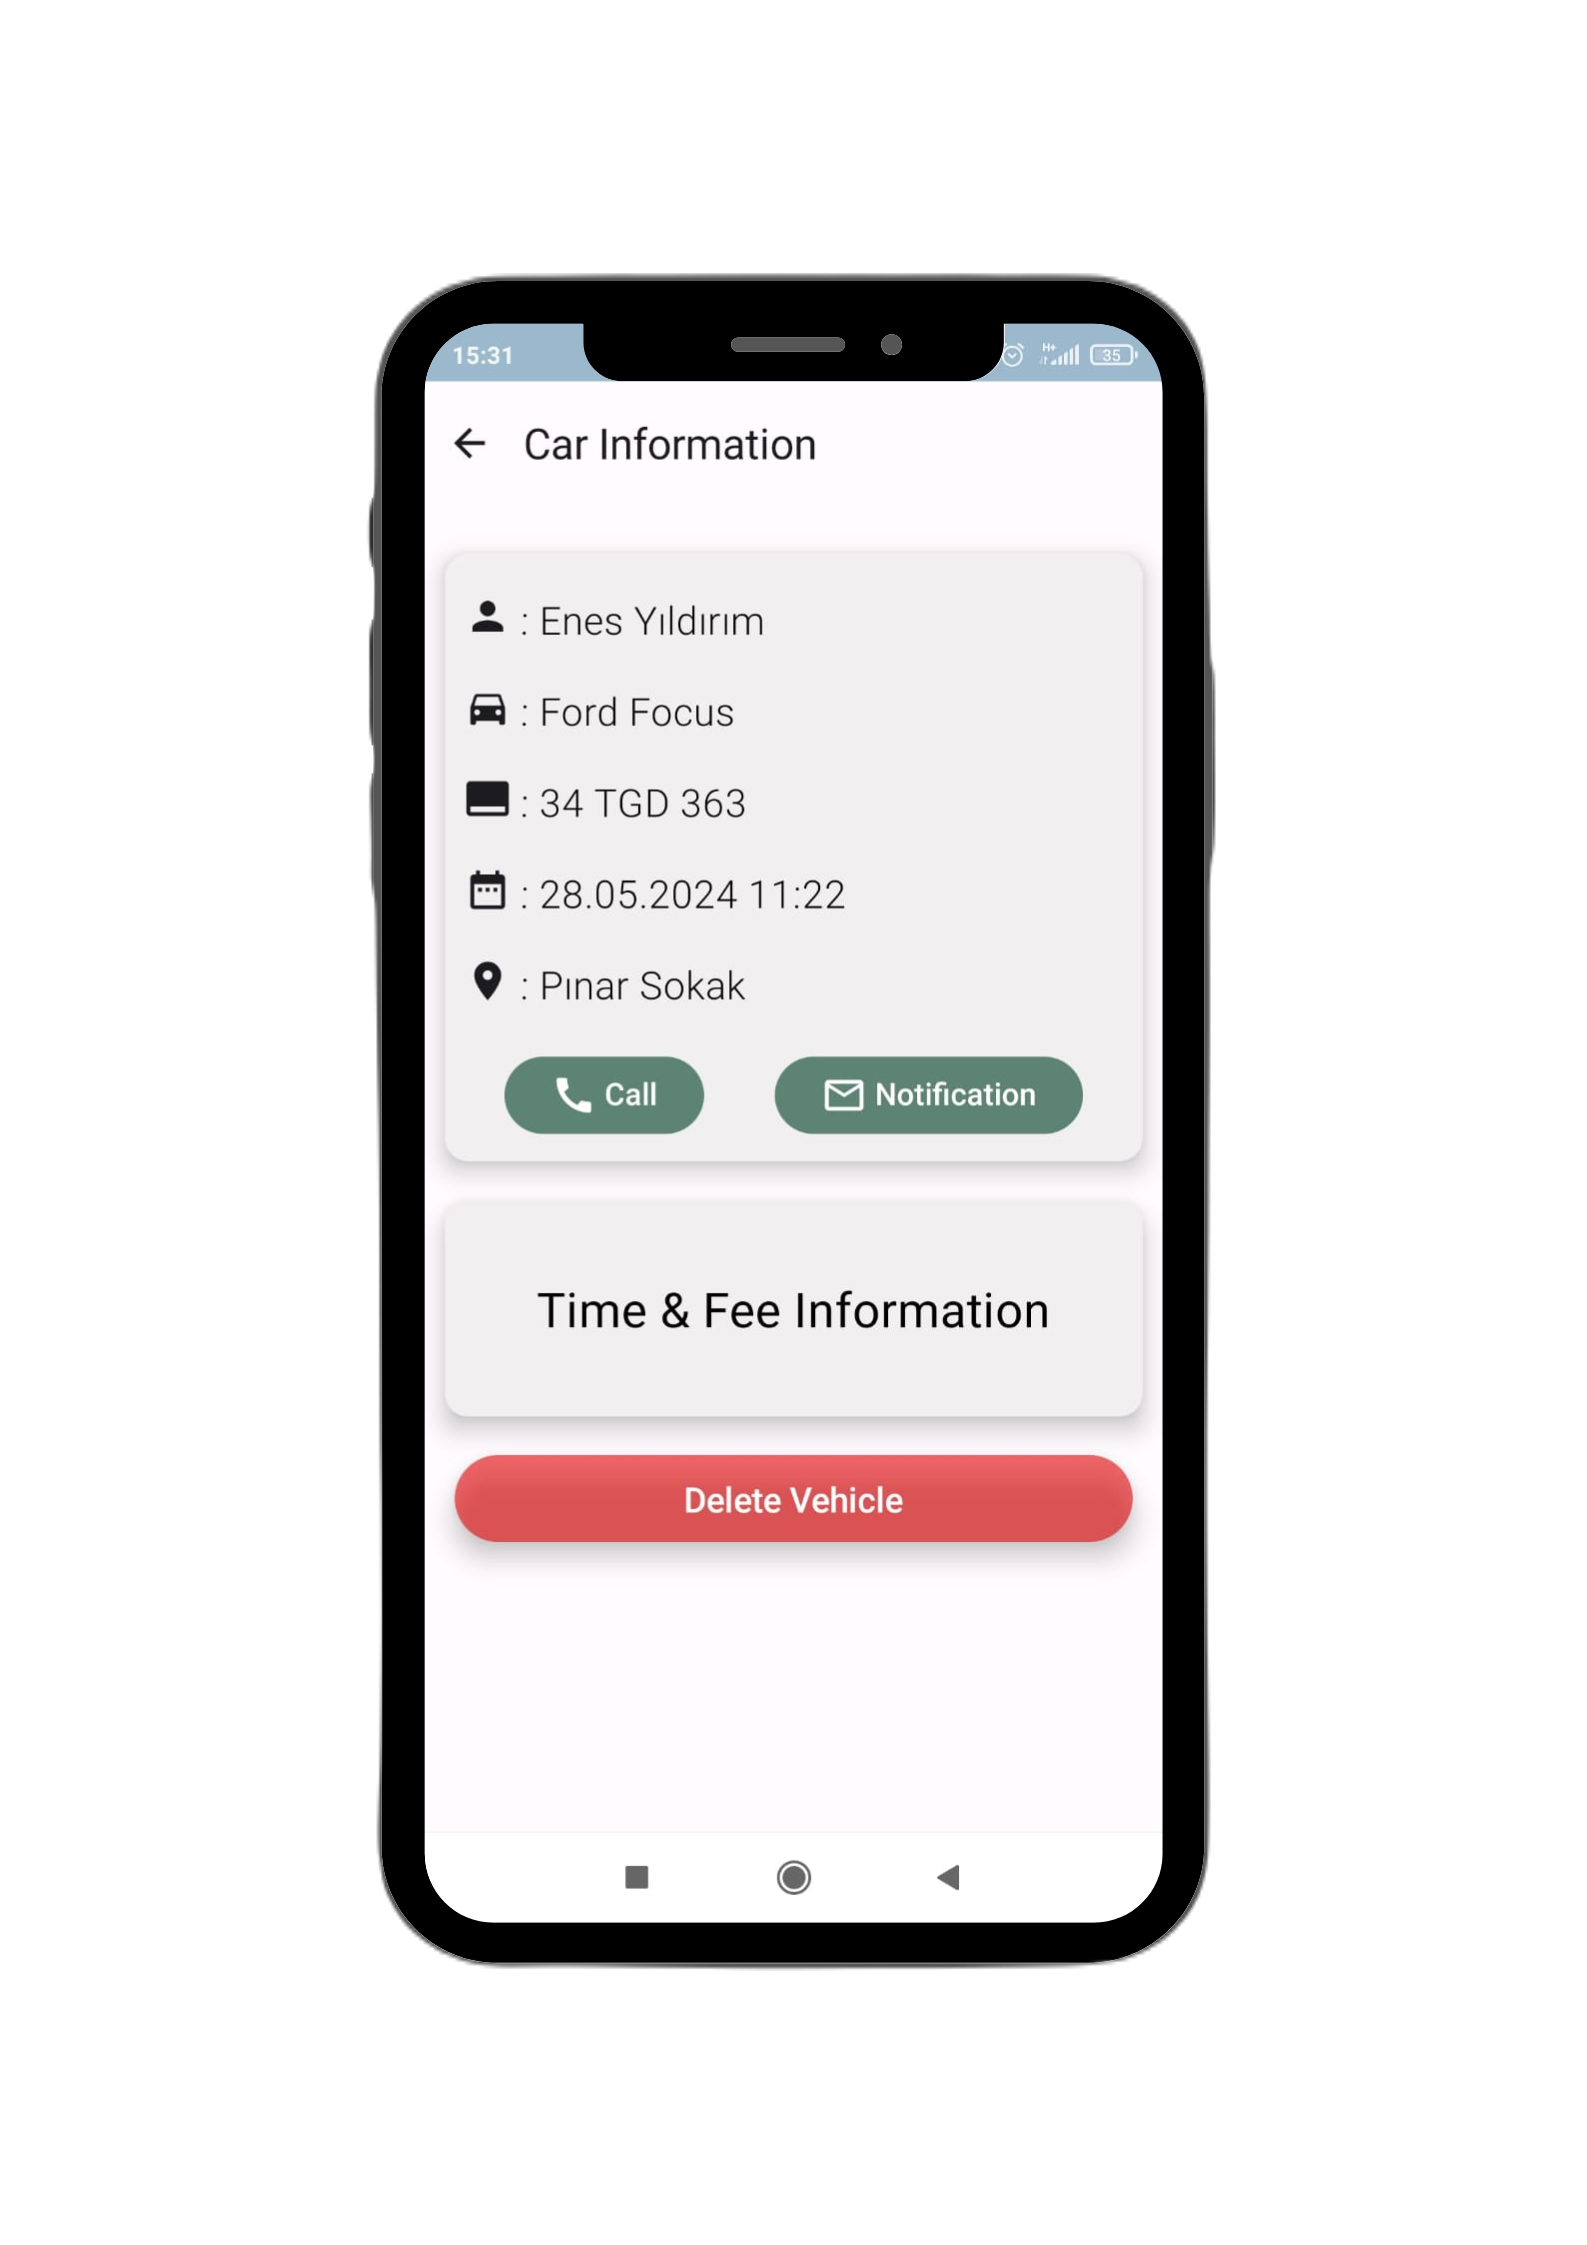 15:31
H+
35
Car Information
: Enes Yıldırım
: Ford Focus
: 34 TGD 363
: 28.05.2024 11:22
: Pınar Sokak
Call
Notification
Time & Fee Information
Delete Vehicle